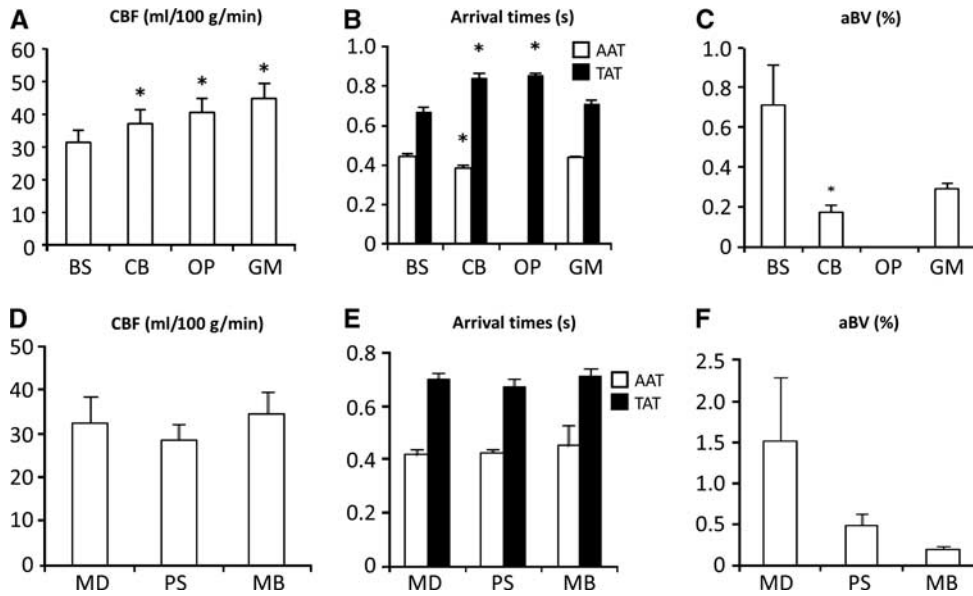 A
CBF (ml/100 g/min)
60
50
40
30
20
10
0
*
*
*
BS CB OP GM
B
Arrival times (s)
1.0
0.8
0.6
0.4
0.2
0
*
*
*
AAT
TAT
BS CB OP GM
C
aBV (%)
1.0
0.8
0.6
0.4
0.2
0
*
BS CB OP GM
D
CBF (ml/100 g/min)
50
40
30
20
10
0
MD PS MB
E
Arrival times (s)
0.8
0.6
0.4
0.2
0
AAT
TAT
MD PS MB
F
aBV (%)
2.5
2.0
1.5
1.0
0.5
0
MD PS MB